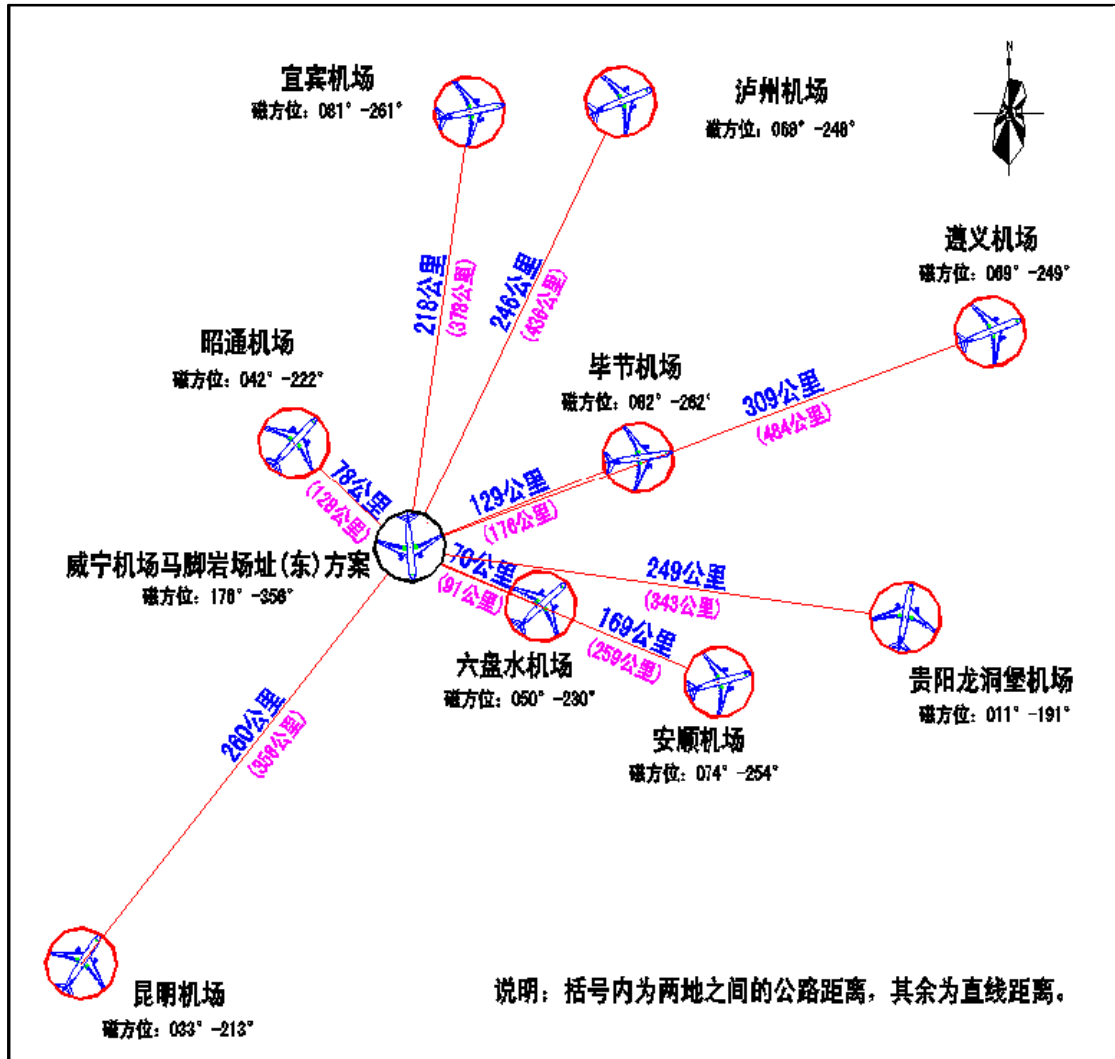 N
宜宾机场
磁方位：081°-261°
泸州机场
磁方位：068°-248°
遵义机场
磁方位：069°-249°
218公里
(378公里)
246公里
(436公里)
昭通机场
磁方位：042°-222°
毕节机场
磁方位：082°-262°
309公里
(484公里)
78公里
(128公里)
129公里
(176公里)
威宁机场马脚岩场址(东)方案
磁方位：176°-356°
70公里
(91公里)
249公里
(343公里)
169公里
(259公里)
六盘水机场
磁方位：050°-230°
贵阳龙洞堡机场
磁方位：011°-191°
安顺机场
磁方位：074°-254°
260公里
(358公里)
昆明机场
磁方位：033°-213°
说明：括号内为两地之间的公路距离，其余为直线距离。